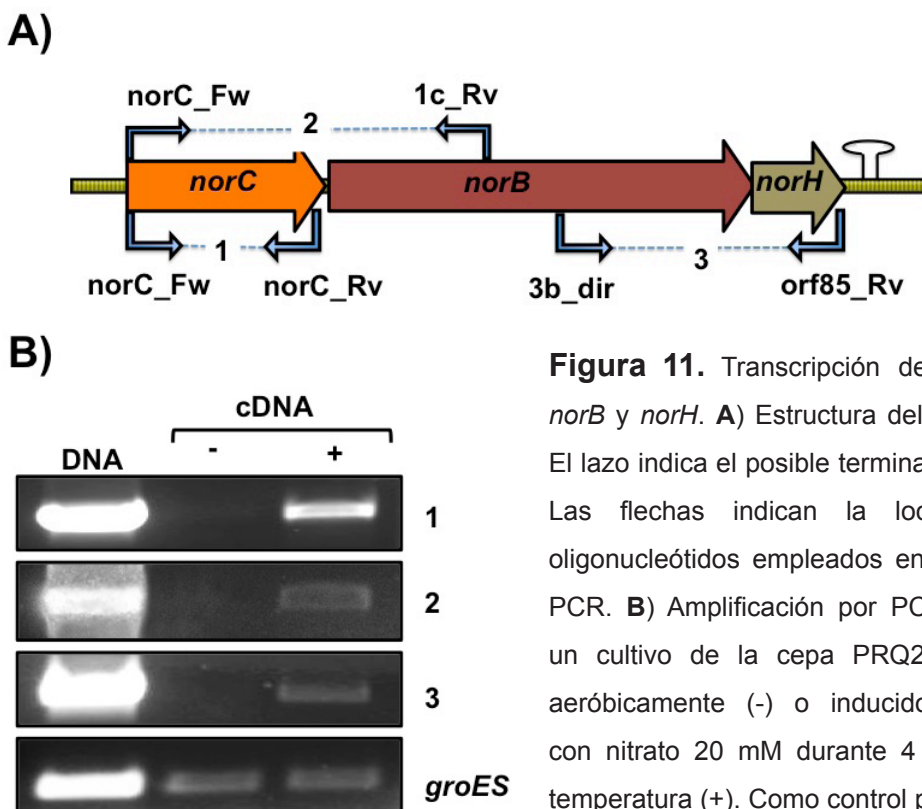 A)
norC_Fw
1c_Rv
2
norC
norB
norH
1
3
norC_Fw
norC_Rv
3b_dir
orf85_Rv
B)
cDNA
DNA
-
+
1
2
3
groES
Figura 11. Transcripción de
norB y norH. A) Estructura del
El lazo indica el posible termina
Las flechas indican la loc
oligonucleótidos empleados en
PCR. B) Amplificación por PC
un cultivo de la cepa PRQ2
aeróbicamente (-) o inducido
con nitrato 20 mM durante 4
temperatura (+). Como control p